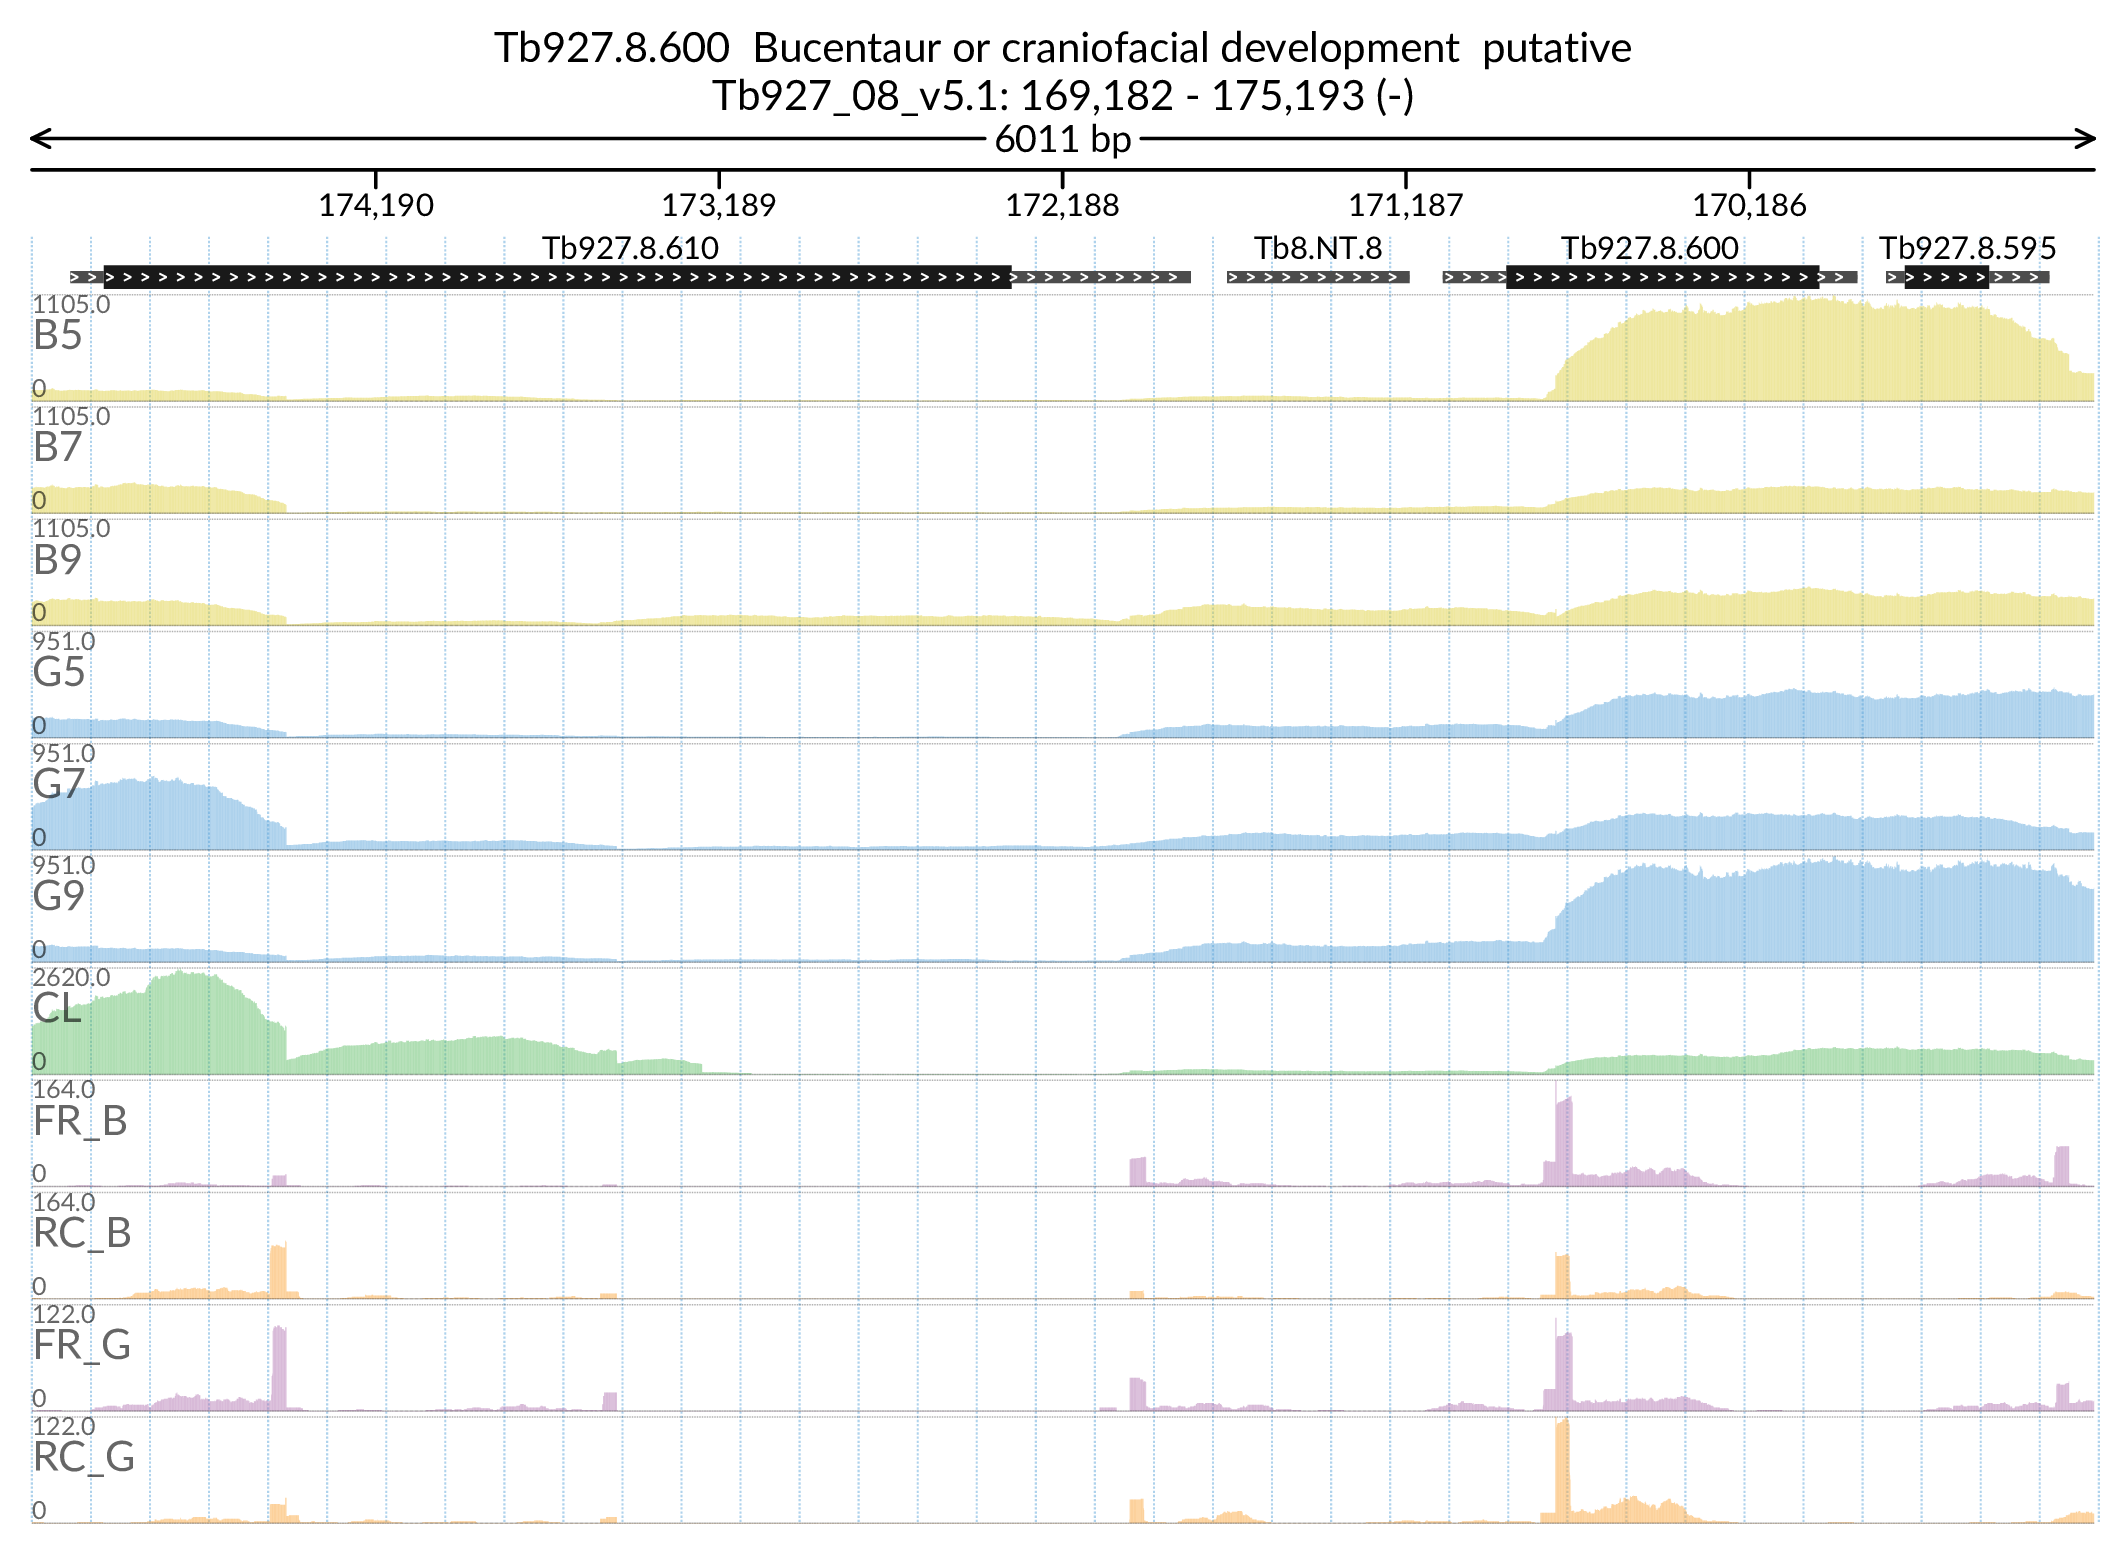 Tb927.8.600  Bucentaur or craniofacial development  putative
Tb927_08_v5.1: 169,182 - 175,193 (-)
6011 bp
174,190 173,189 172,188 171,187 170,186
Tb927.8.610 Tb8.NT.8 Tb927.8.600 Tb927.8.595
1105.0
B5
0
1105.0
B7
0
1105.0
B9
0
951.0
G5
0
951.0
G7
0
951.0
G9
0
2620.0
CL
0
164.0
FR_B
0
164.0
RC_B
0
122.0
FR_G
0
122.0
RC_G
0